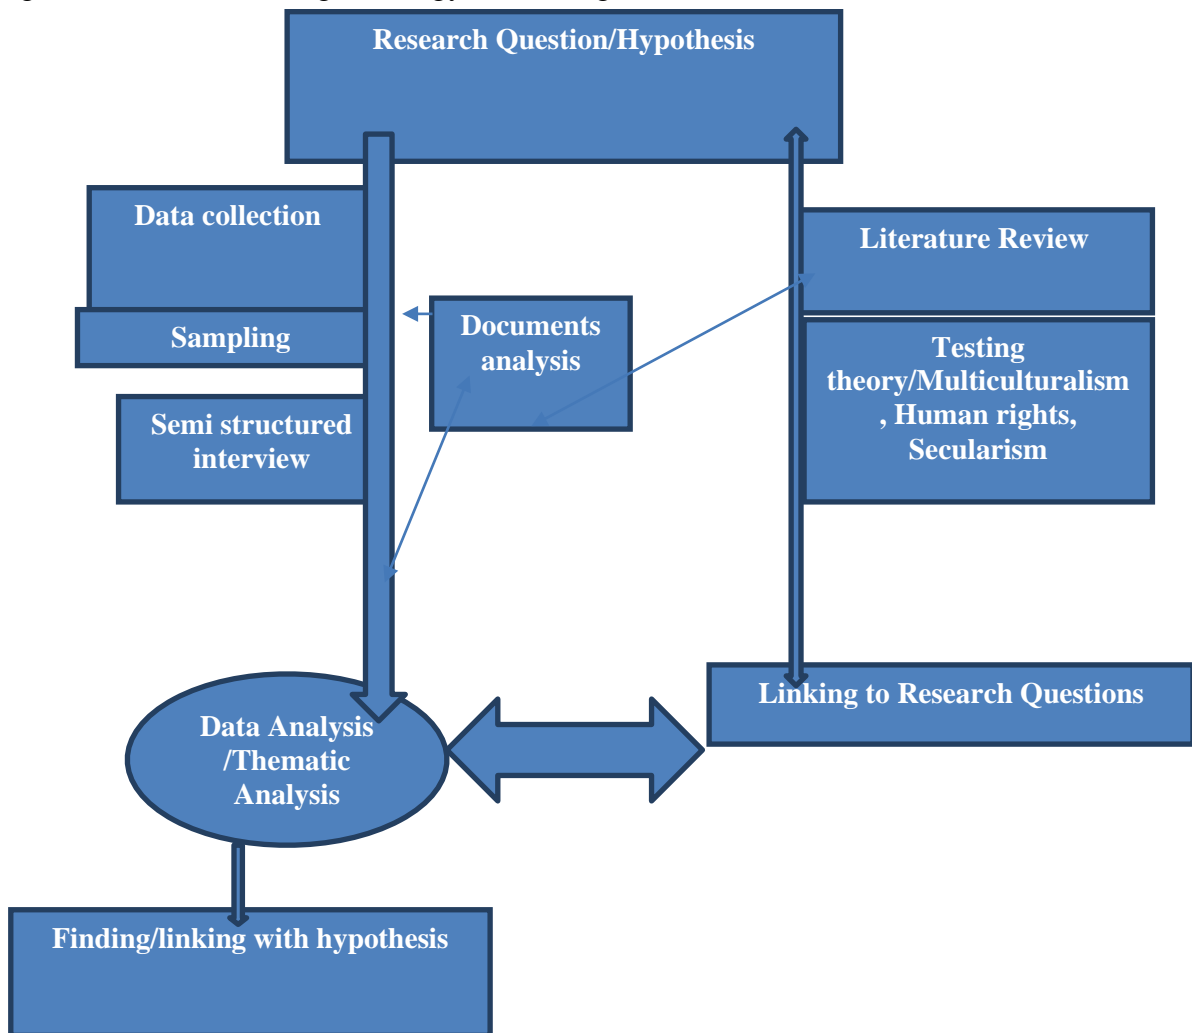 Research Question/Hypothesis
Data collection
Literature Review
Sampling
Documents
analysis
Testing
theory/Multiculturalism
, Human rights,
Secularism
Semi structured
interview
Linking to Research Questions
Data Analysis
/Thematic
Analysis
Finding/linking with hypothesis